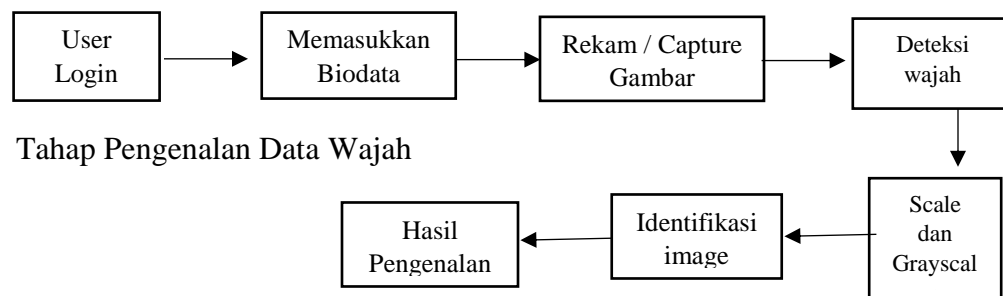 User
Login
Memasukkan
Biodata
Rekam / Capture
Gambar
Deteksi
wajah
Tahap Pengenalan Data Wajah
Scale
dan
Grayscal
Identifikasi
image
Hasil
Pengenalan